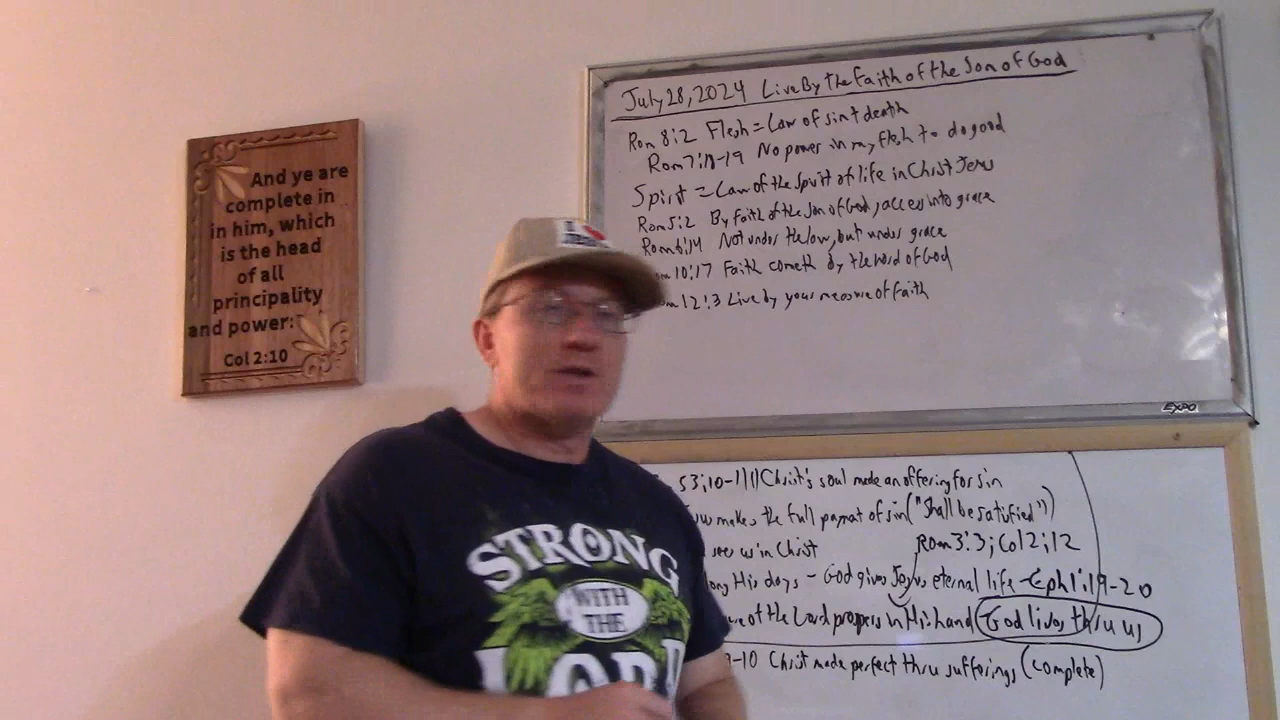 And ye are
complete in
in him, which
is the head
of all
principality
and power:
Col 2:10
July 28, 2024 Live By the Faith of the Son of God
Rom 8:2 Flesh = Law of sin + death
Rom 7:18-19 No power in my flesh to do good
Spirit = Law of the Spirit of life in Christ Jesus
Rom 5:2 By faith of the Son of God, access into grace
Rom 6:14 Not under the law, but under grace
10:17 Faith cometh by the word of God
12:3 Live by your measure of faith
EXPO
53:10-11 Christ's soul made an offering for sin
makes the full paymat of sin ("Shall be satified")
us in Christ Rom 3:3; Col 2:12
His days - God gives Jesus eternal life - Eph 1:19-20
of the Lord prospers in His hand God lives thru us
-10 Christ made perfect thru sufferings (complete)
STRONG
WITH
THE
LORD